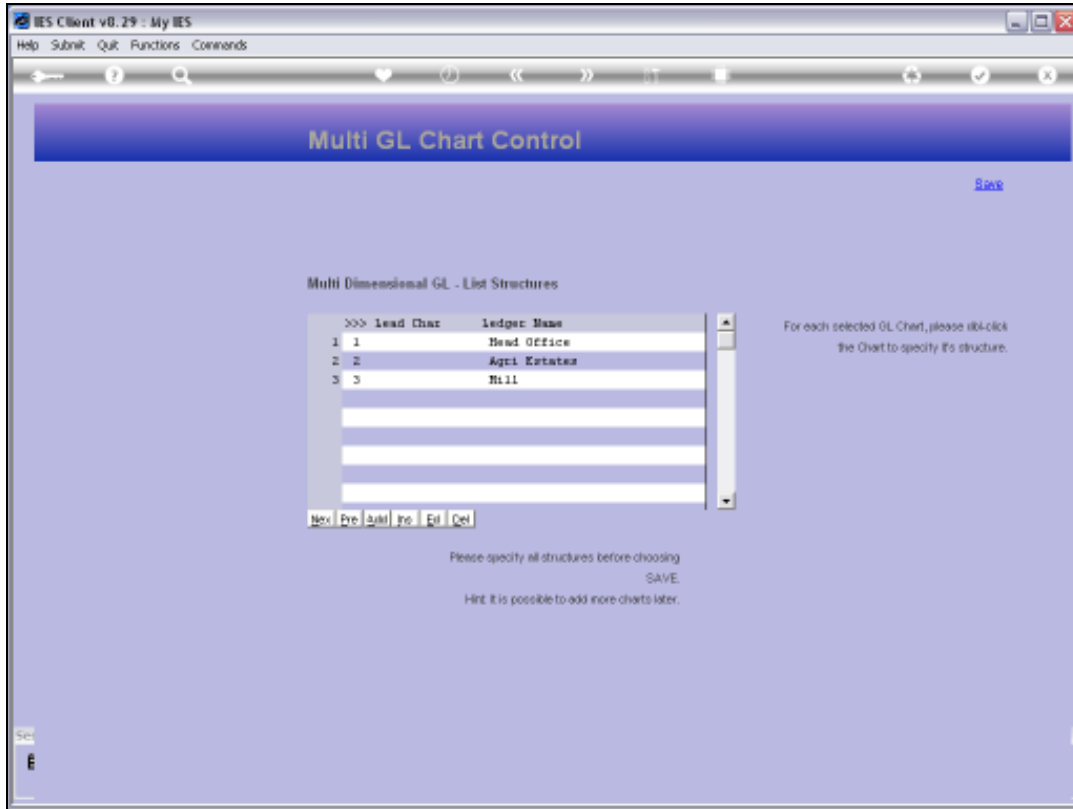 IES Client v8.29 : My IES
Help Submit Quit Functions Commands
Multi GL Chart Control
Save
Multi Dimensional GL - List Structures
>>> Lead Char Ledger Name
1 1 Head Office
2 2 Agri Estates
3 3 Mill
For each selected GL Chart, please dbl-click
the Chart to specify it's structure.
Nex Pre Add Ins Ed Del
Please specify all structures before choosing
SAVE.
Hint: It is possible to add more charts later.